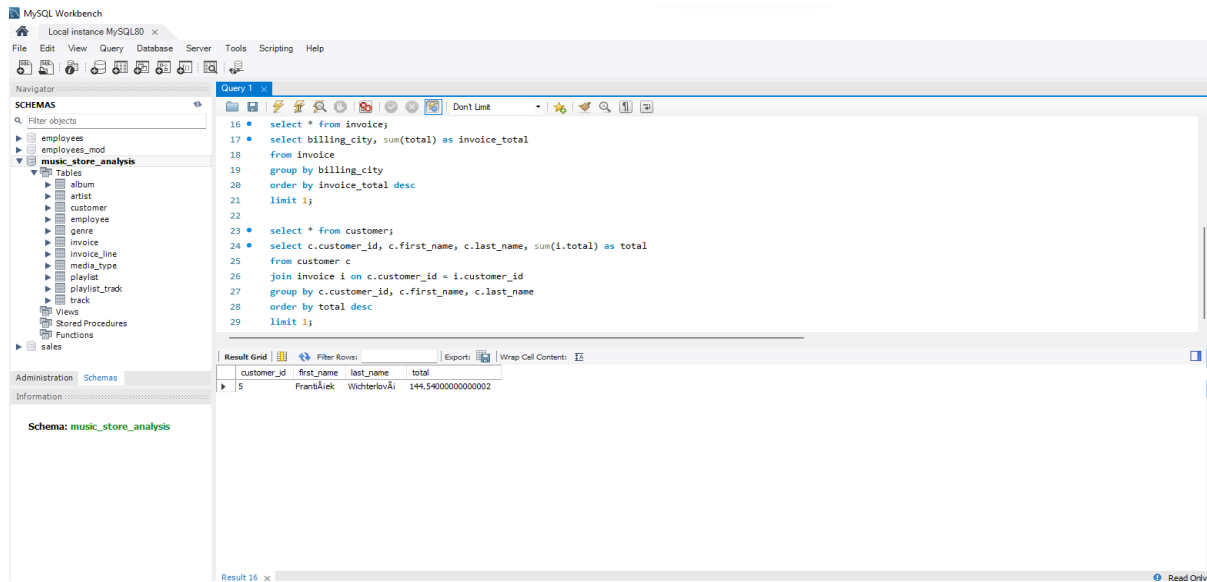 MySQL Workbench
Local instance MySQL80 ×
File Edit View Query Database Server Tools Scripting Help
Navigator
SCHEMAS
Filter objects
employees
employees_mod
music_store_analysis
Tables
album
artist
customer
employee
genre
invoice
invoice_line
media_type
playlist
playlist_track
track
Views
Stored Procedures
Functions
sales
Administration Schemas
Information
Schema: music_store_analysis
Query 1 ×
Don't Limit
16 select * from invoice;
17 select billing_city, sum(total) as invoice_total
18 from invoice
19 group by billing_city
20 order by invoice_total desc
21 limit 1;
22
23 select * from customer;
24 select c.customer_id, c.first_name, c.last_name, sum(i.total) as total
25 from customer c
26 join invoice i on c.customer_id = i.customer_id
27 group by c.customer_id, c.first_name, c.last_name
28 order by total desc
29 limit 1;
Result Grid Filter Rows: Export: Wrap Cell Content:
customer_id first_name last_name total
5 FrantiÅiek WichterlovÃi 144.54000000000002
Result 16 ×
Read Only